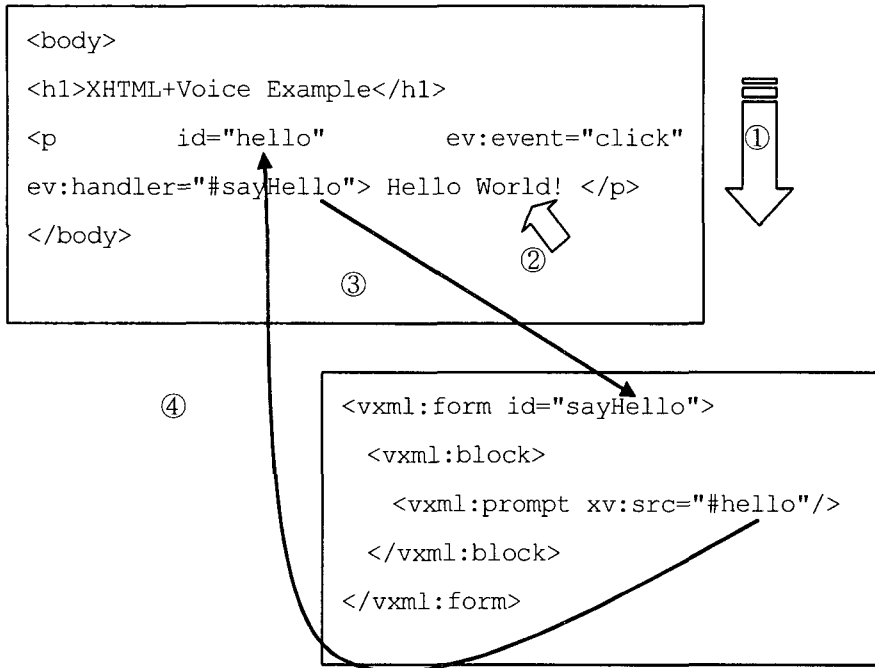 <body>
<h1>XHTML+Voice Example</h1>
<p id="hello" ev:event="click"
ev:handler="#sayHello"> Hello World! </p>
</body>
①
②
③
④
<vxml:form id="sayHello">
<vxml:block>
<vxml:prompt xv:src="#hello"/>
</vxml:block>
</vxml:form>